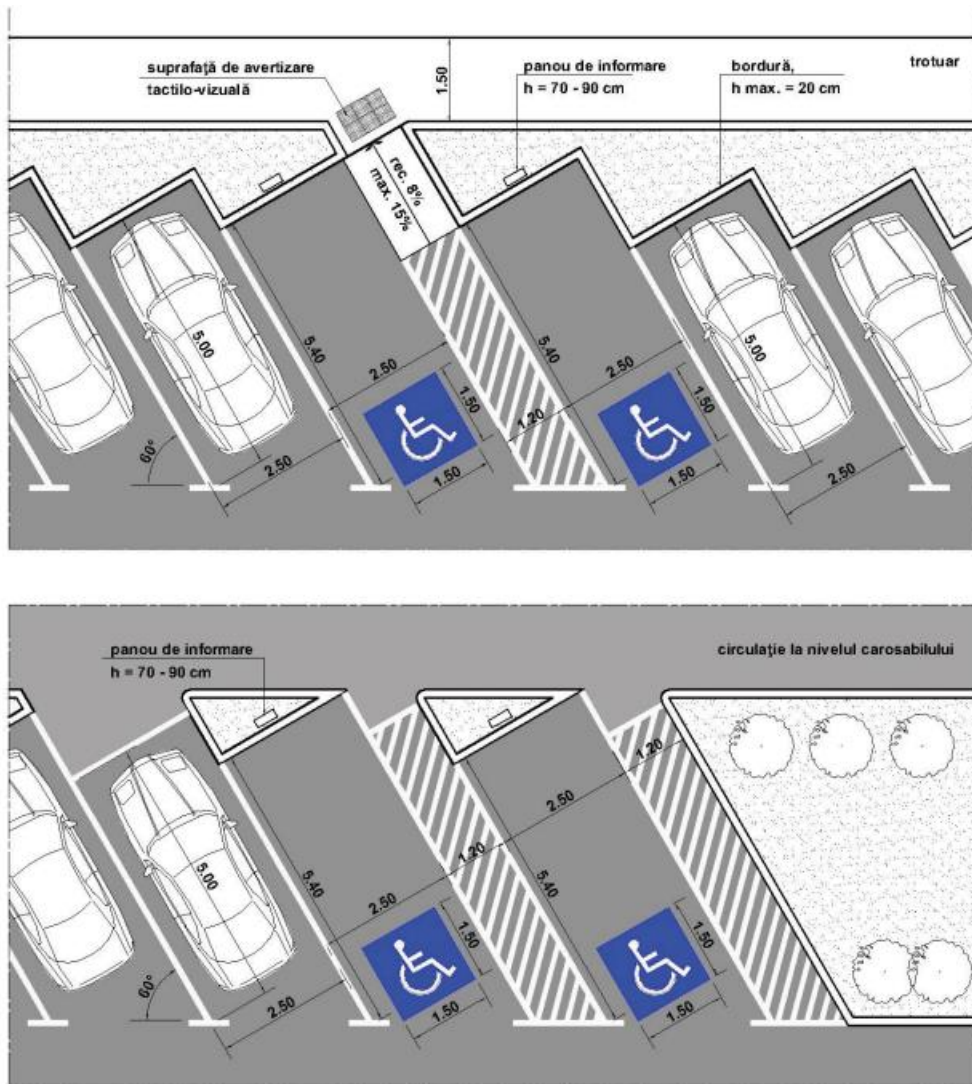 suprafaţă de avertizare
tactilo-vizuală
1.50
panou de informare
h = 70 - 90 cm
bordură,
h max. = 20 cm
trotuar
rec. 8%
max. 15%
5.00
5.40
2.50
1.50
1.20
5.40
2.50
1.50
5.00
60°
2.50
1.50
1.50
2.50
panou de informare
h = 70 - 90 cm
circulaţie la nivelul carosabilului
1.20
2.50
5.00
5.40
1.20
2.50
5.40
1.50
1.50
60°
2.50
1.50
1.50